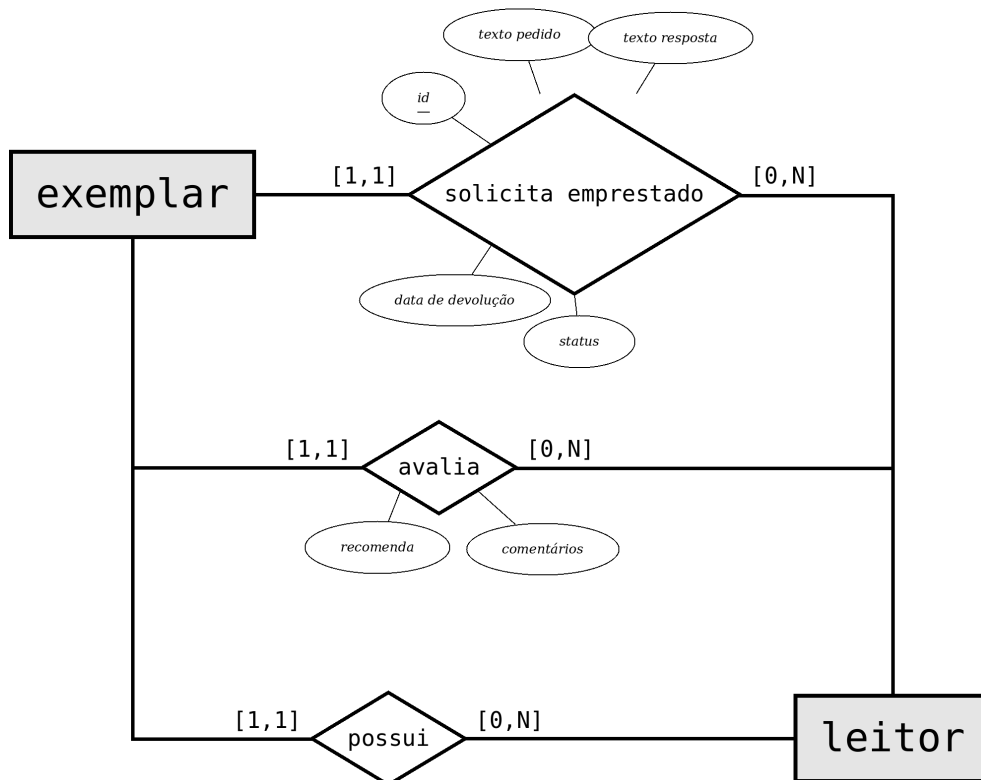 texto pedido
texto resposta
id
exemplar
[1,1]
solicita emprestado
[0,N]
data de devolução
status
[1,1]
avalia
[0,N]
recomenda
comentários
[1,1]
possui
[0,N]
leitor